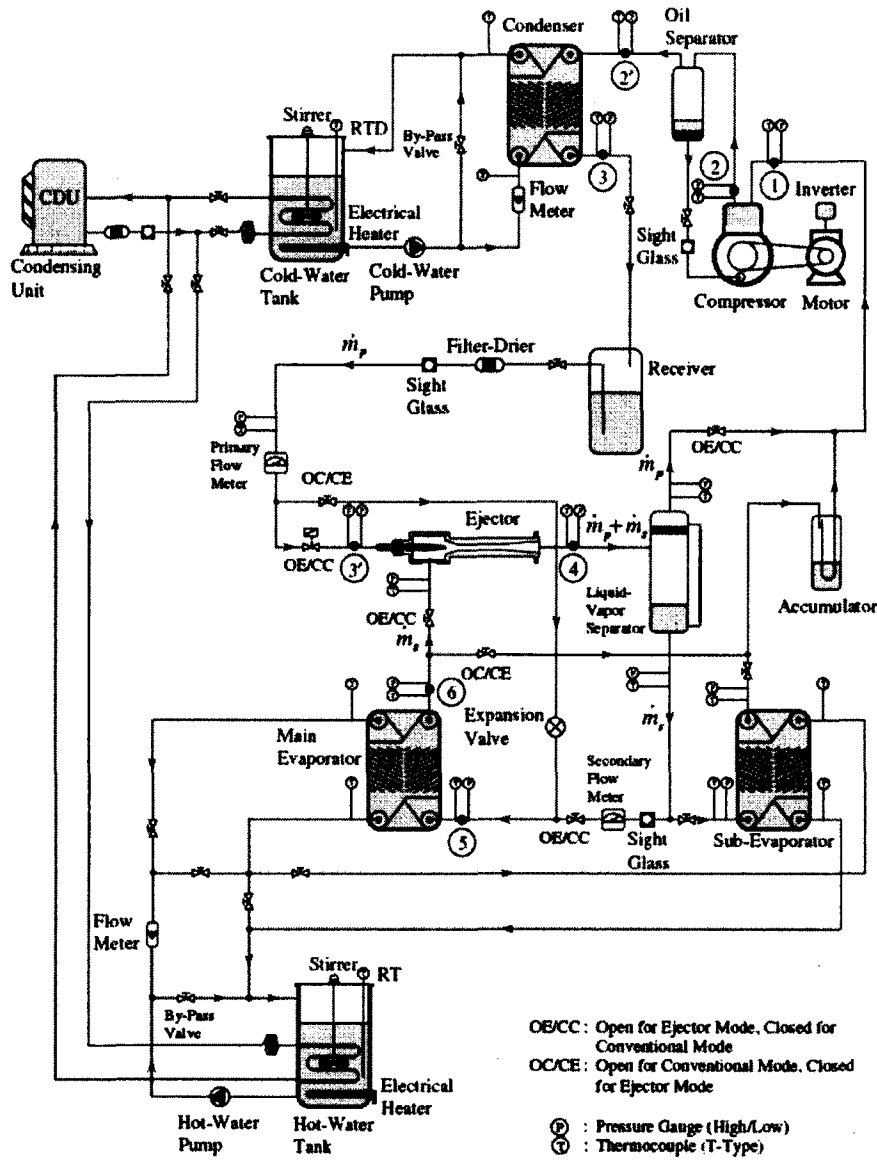 Condenser
Oil
Separator
2'
Stirrer
RTD
By-Pass
Valve
3
2
1
Inverter
CDU
Flow
Meter
Electrical
Heater
Sight
Glass
Condensing
Unit
Cold-Water
Tank
Cold-Water
Pump
Compressor
Motor
ṁp
Filter-Drier
Sight
Glass
Receiver
OE/CC
Primary
Flow
Meter
OC/CE
ṁp
Ejector
ṁp + ṁs
OE/CC
3'
4
Liquid-
Vapor
Separator
Accumulator
OE/CC
ṁs
OC/CE
6
Main
Evaporator
Expansion
Valve
ṁs
Secondary
Flow
Meter
5
OE/CC
Sight
Glass
Sub-Evaporator
Flow
Meter
Stirrer
RT
By-Pass
Valve
Electrical
Heater
Hot-Water
Pump
Hot-Water
Tank
OE/CC : Open for Ejector Mode, Closed for
Conventional Mode
OC/CE : Open for Conventional Mode, Closed
for Ejector Mode
P : Pressure Gauge (High/Low)
T : Thermocouple (T-Type)